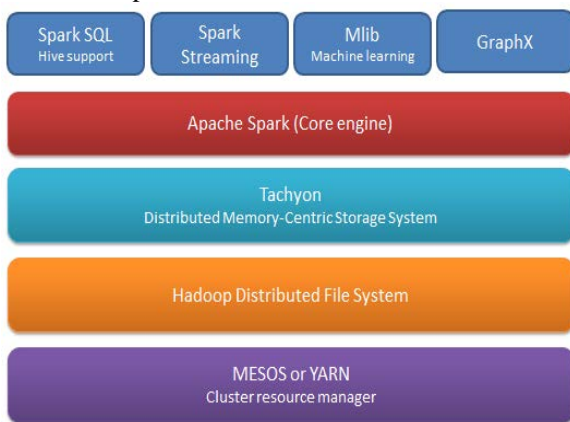 Spark SQL
Hive support
Spark
Streaming
Mlib
Machine learning
GraphX
Apache Spark (Core engine)
Tachyon
Distributed Memory-Centric Storage System
Hadoop Distributed File System
MESOS or YARN
Cluster resource manager